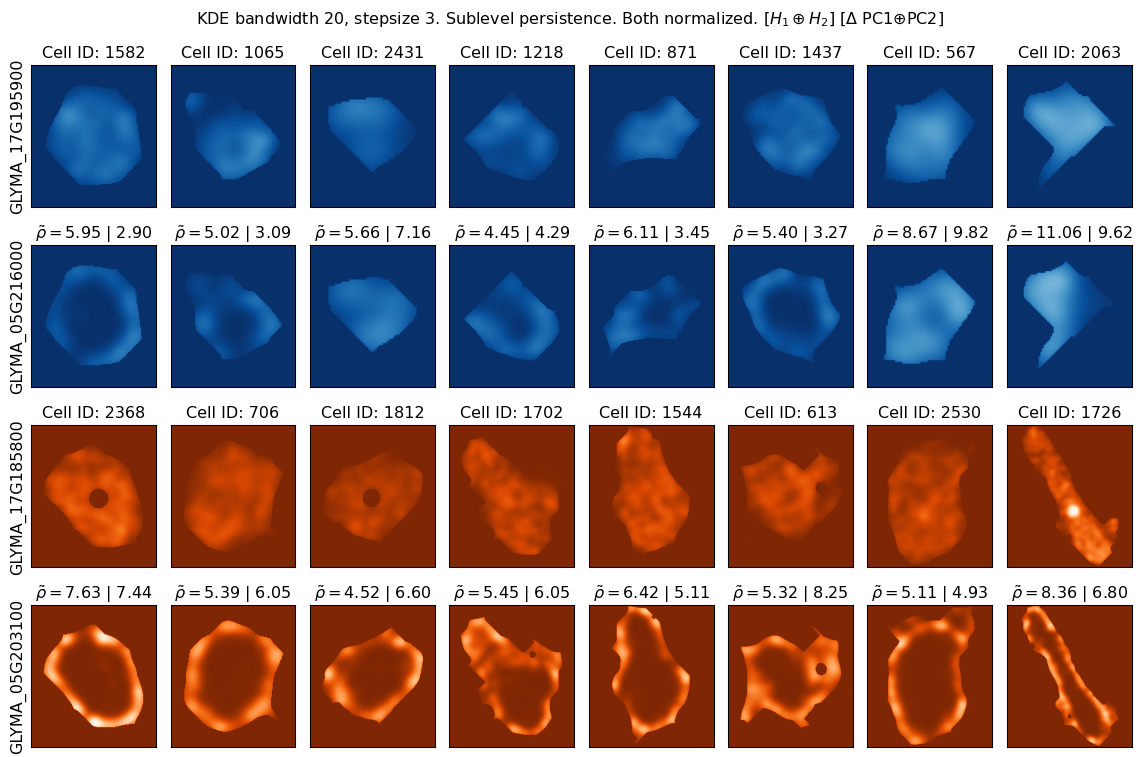 KDE bandwidth 20, stepsize 3. Sublevel persistence. Both normalized. [H₁ ⊕ H₂] [Δ PC1⊕PC2]
Cell ID: 1582 Cell ID: 1065 Cell ID: 2431 Cell ID: 1218 Cell ID: 871 Cell ID: 1437 Cell ID: 567 Cell ID: 2063
GLYMA_17G195900
ρ̃ = 5.95 | 2.90 ρ̃ = 5.02 | 3.09 ρ̃ = 5.66 | 7.16 ρ̃ = 4.45 | 4.29 ρ̃ = 6.11 | 3.45 ρ̃ = 5.40 | 3.27 ρ̃ = 8.67 | 9.82 ρ̃ = 11.06 | 9.62
GLYMA_05G216000
Cell ID: 2368 Cell ID: 706 Cell ID: 1812 Cell ID: 1702 Cell ID: 1544 Cell ID: 613 Cell ID: 2530 Cell ID: 1726
GLYMA_17G185800
ρ̃ = 7.63 | 7.44 ρ̃ = 5.39 | 6.05 ρ̃ = 4.52 | 6.60 ρ̃ = 5.45 | 6.05 ρ̃ = 6.42 | 5.11 ρ̃ = 5.32 | 8.25 ρ̃ = 5.11 | 4.93 ρ̃ = 8.36 | 6.80
GLYMA_05G203100